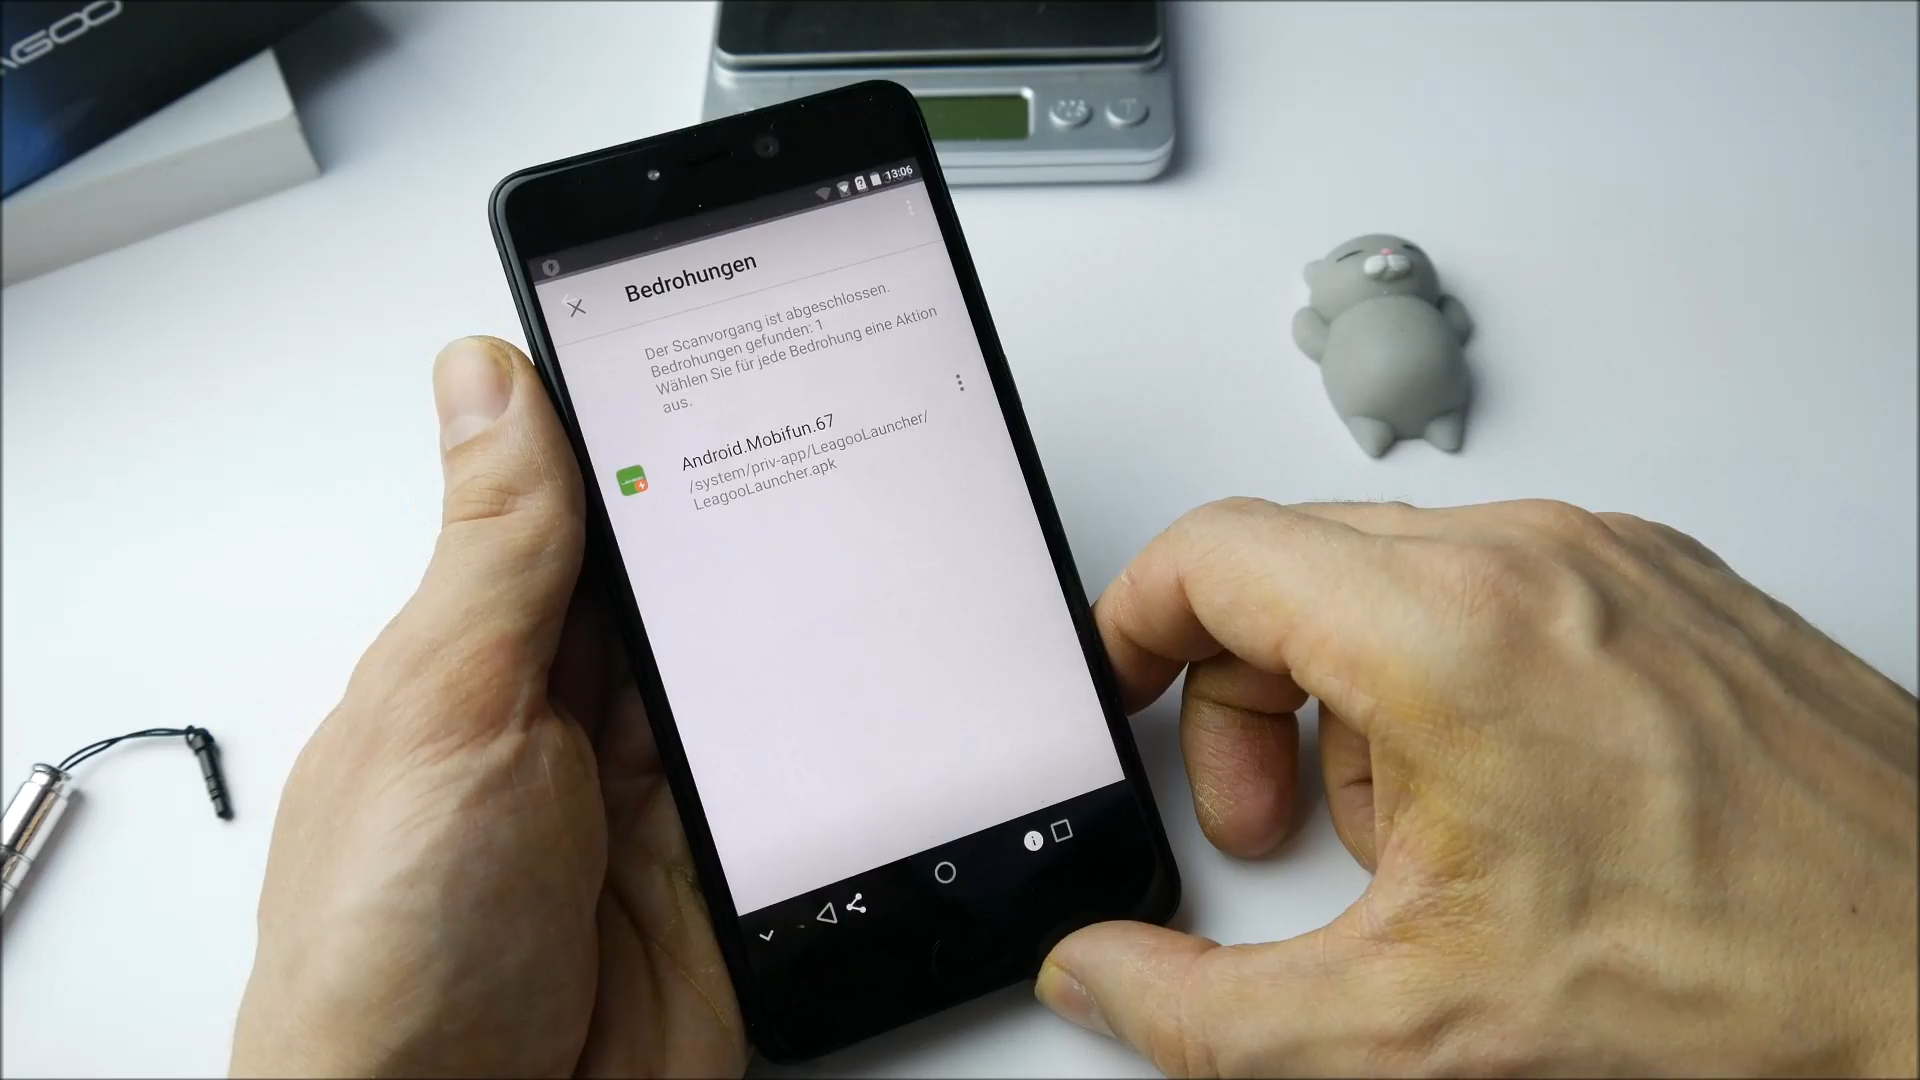 AGOO
13:06
Bedrohungen
Der Scanvorgang ist abgeschlossen.
Bedrohungen gefunden: 1
Wählen Sie für jede Bedrohung eine Aktion
aus.
Android.Mobifun.67
/system/priv-app/LeagooLauncher/
LeagooLauncher.apk